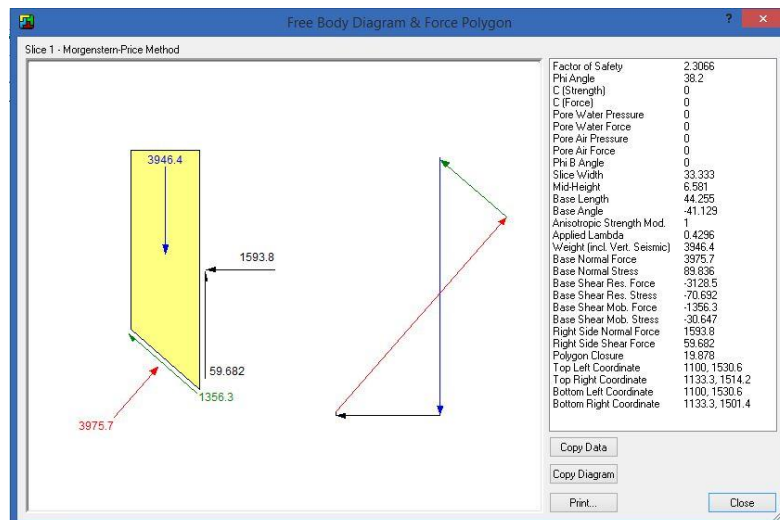 Free Body Diagram & Force Polygon
Slice 1 - Morgenstern-Price Method
3946.4
1593.8
59.682
1356.3
3975.7
Factor of Safety 2.3066
Phi Angle 38.2
C (Strength) 0
C (Force) 0
Pore Water Pressure 0
Pore Water Force 0
Pore Air Pressure 0
Pore Air Force 0
Phi B Angle 0
Slice Width 33.333
Mid-Height 6.581
Base Length 44.255
Base Angle -41.129
Anisotropic Strength Mod. 1
Applied Lambda 0.4296
Weight (incl. Vert. Seismic) 3946.4
Base Normal Force 3975.7
Base Normal Stress 89.836
Base Shear Res. Force -3128.5
Base Shear Res. Stress -70.692
Base Shear Mob. Force -1356.3
Base Shear Mob. Stress -30.647
Right Side Normal Force 1593.8
Right Side Shear Force 59.682
Polygon Closure 19.878
Top Left Coordinate 1100, 1530.6
Top Right Coordinate 1133.3, 1514.2
Bottom Left Coordinate 1100, 1530.6
Bottom Right Coordinate 1133.3, 1501.4
Copy Data
Copy Diagram
Print...
Close